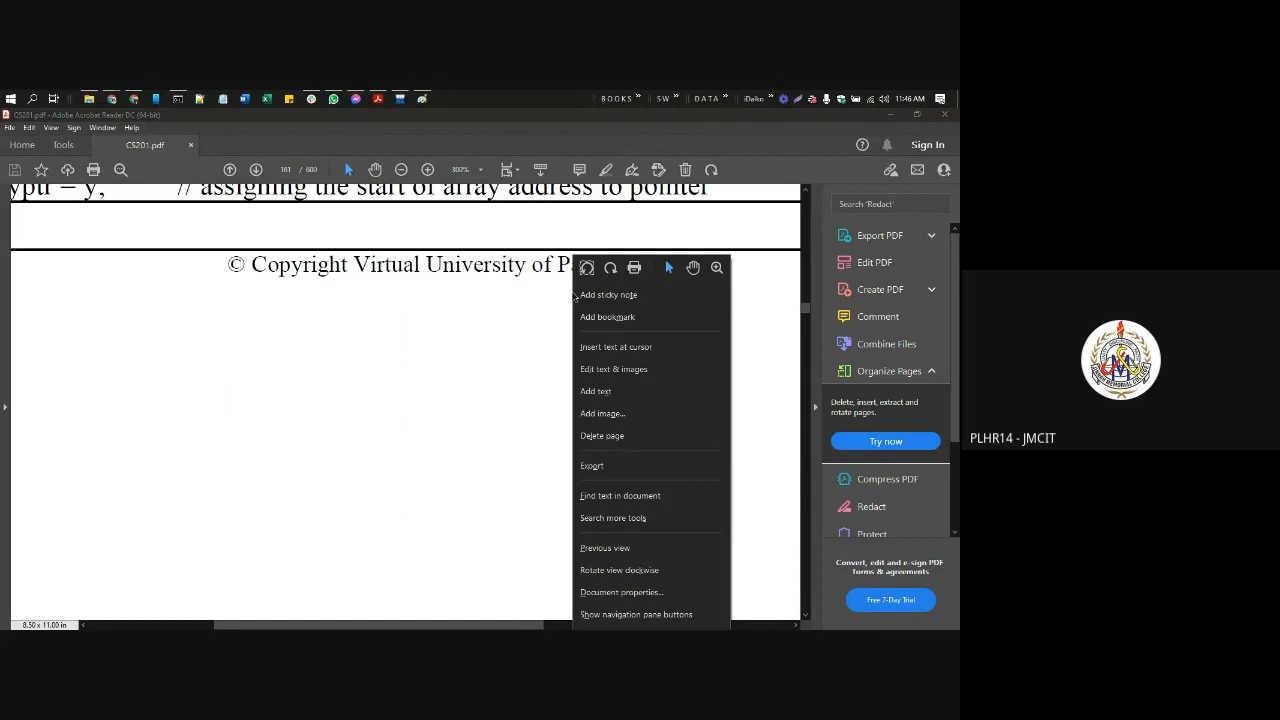 BOOKS
SW
DATA
iDalko
11:46 AM
CS201.pdf - Adobe Acrobat Reader DC (64-bit)
File Edit View Sign Window Help
Home Tools CS201.pdf × Sign In
161 / 600 300%
= y; // assigning the start of array address to pointer
© Copyright Virtual University of P
Add sticky note
Add bookmark
Insert text at cursor
Edit text & images
Add text
Add image...
Delete page
Export
Find text in document
Search more tools
Previous view
Rotate view clockwise
Document properties...
Show navigation pane buttons
8.50 x 11.00 in
Search 'Redact'
Export PDF
Edit PDF
Create PDF
Comment
Combine Files
Organize Pages
Delete, insert, extract and
rotate pages.
Try now
Compress PDF
Redact
Protect
Convert, edit and e-sign PDF
forms & agreements
Free 7-Day Trial
PLHR14 - JMCIT